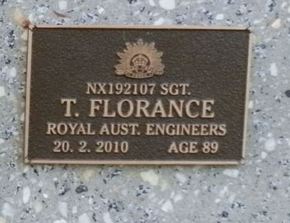 NX192107 SGT.
T. FLORANCE
ROYAL AUST. ENGINEERS
20. 2. 2010 AGE 89